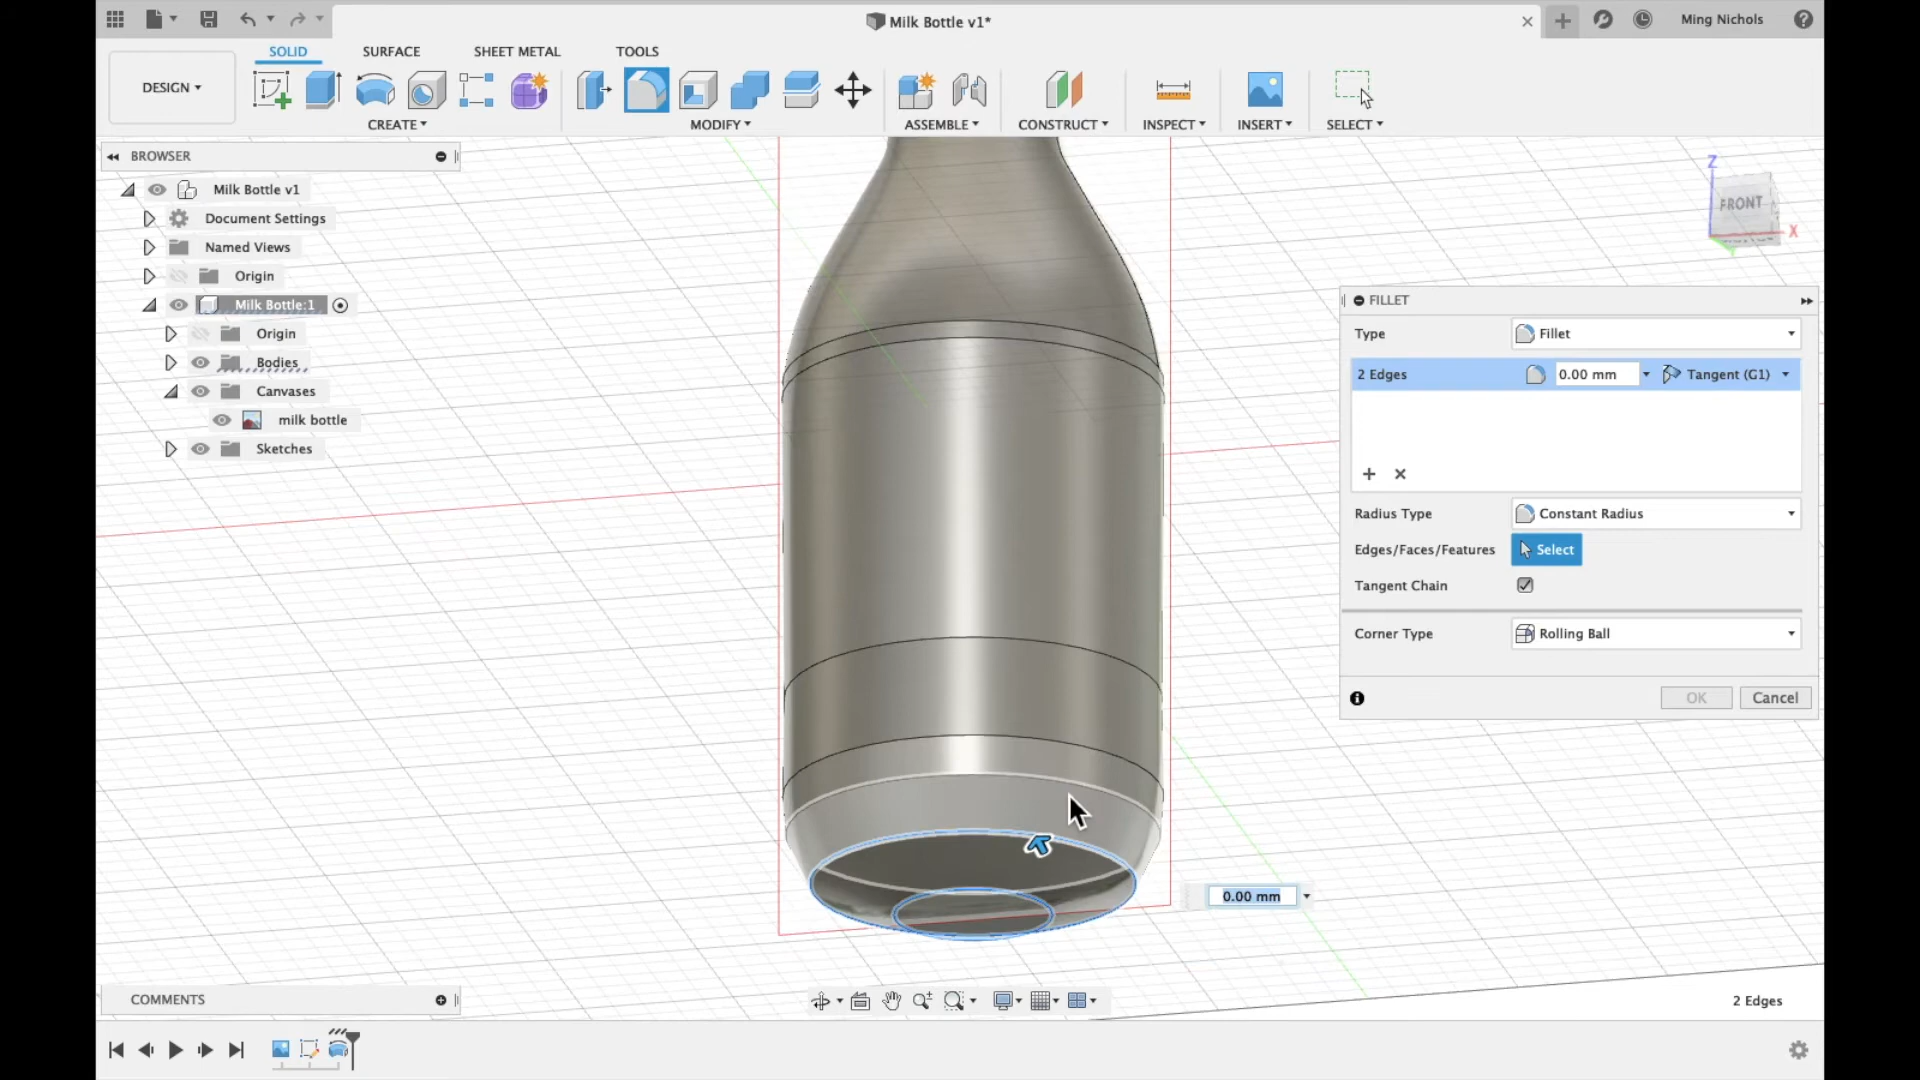 Milk Bottle v1*
Ming Nichols
DESIGN
SOLID
SURFACE
SHEET METAL
TOOLS
CREATE
MODIFY
ASSEMBLE
CONSTRUCT
INSPECT
INSERT
SELECT
BROWSER
Milk Bottle v1
Document Settings
Named Views
Origin
Milk Bottle:1
Origin
Bodies
Canvases
milk bottle
Sketches
Z
FRONT
X
FILLET
Type
Fillet
2 Edges
0.00 mm
Tangent (G1)
Radius Type
Constant Radius
Edges/Faces/Features
Select
Tangent Chain
Corner Type
Rolling Ball
OK
Cancel
0.00 mm
COMMENTS
2 Edges